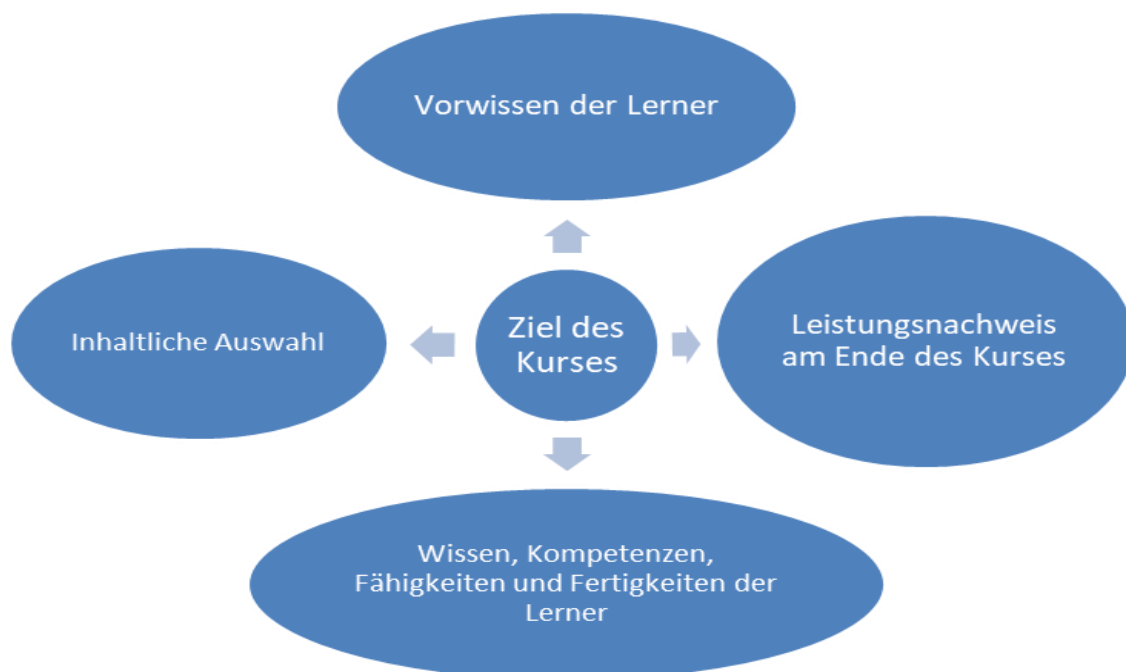 Vorwissen der Lerner
Inhaltliche Auswahl
Ziel des
Kurses
Leistungsnachweis
am Ende des Kurses
Wissen, Kompetenzen,
Fähigkeiten und Fertigkeiten der
Lerner